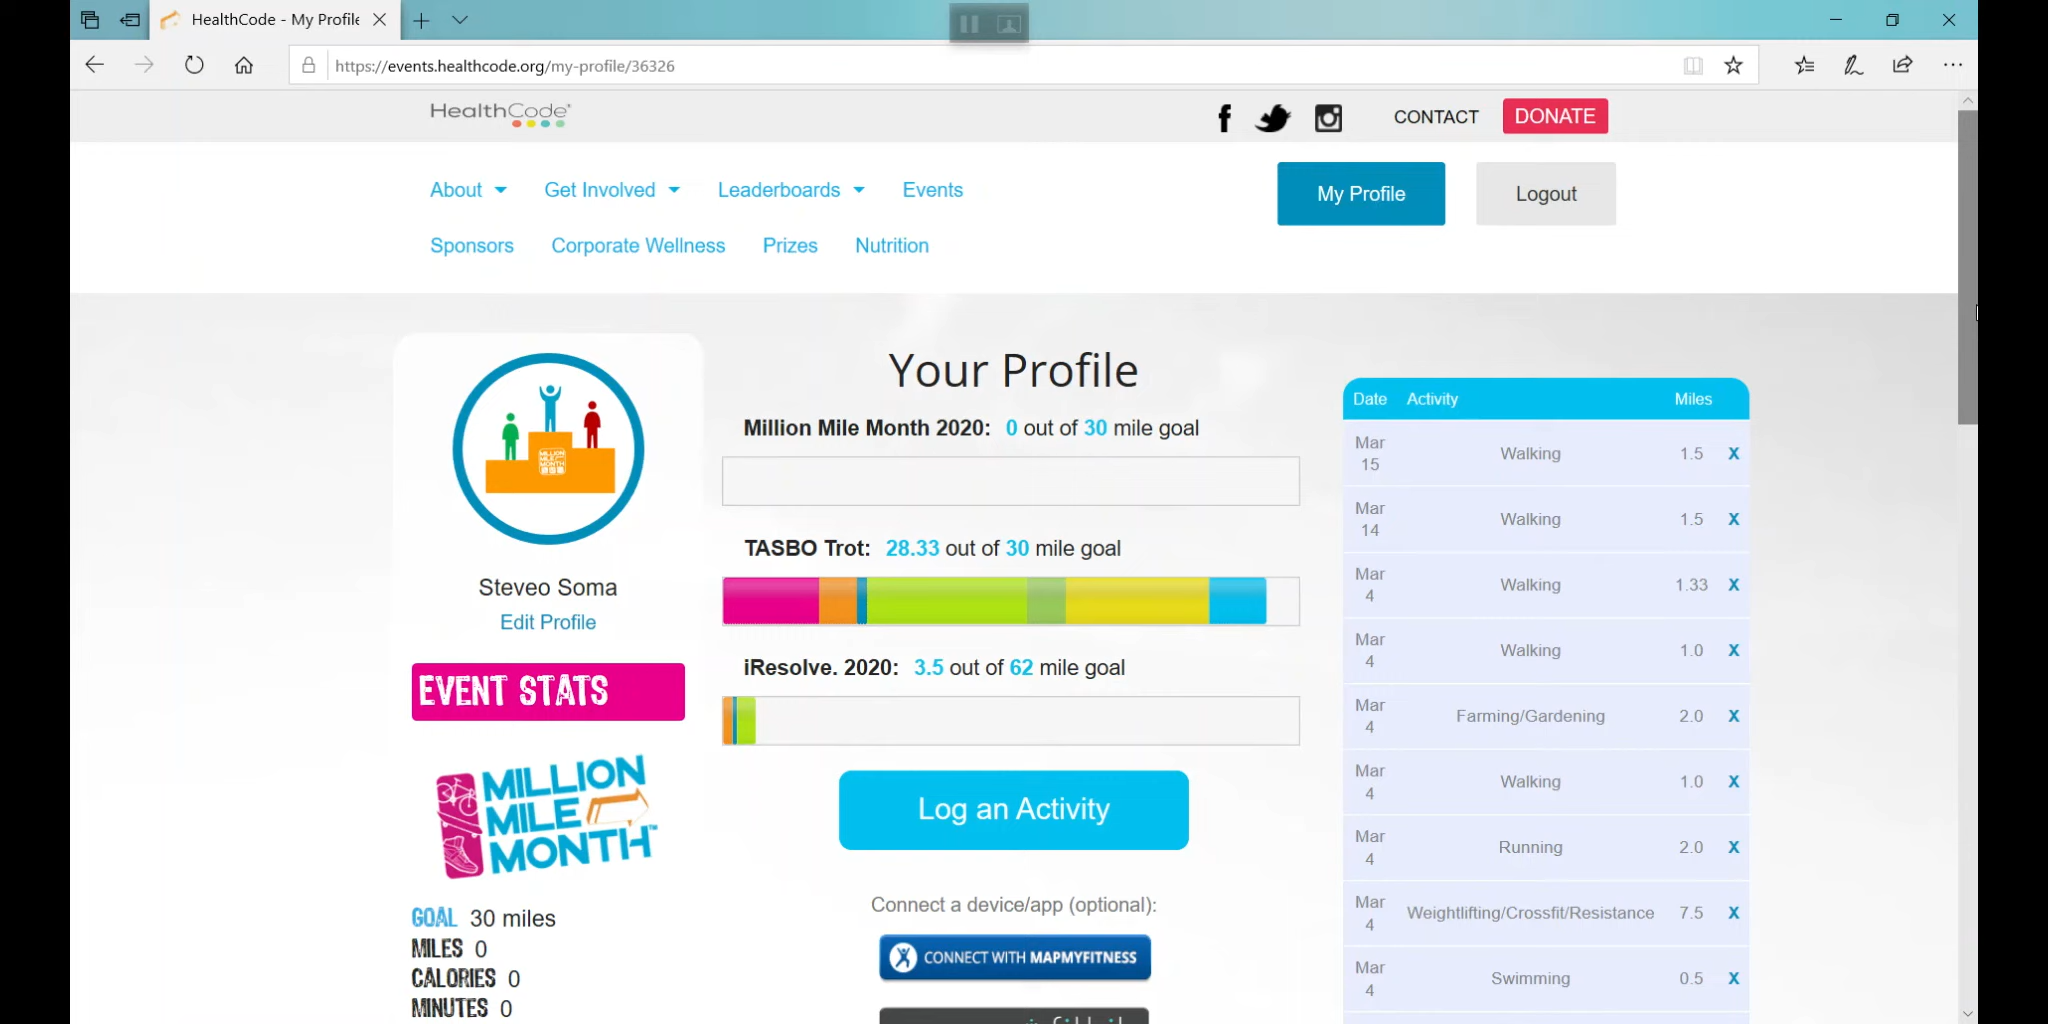 HealthCode - My Profile
https://events.healthcode.org/my-profile/36326
HealthCode
CONTACT
DONATE
About
Get Involved
Leaderboards
Events
My Profile
Logout
Sponsors
Corporate Wellness
Prizes
Nutrition
MILLION
MILE
MONTH
Steveo Soma
Edit Profile
EVENT STATS
MILLION
MILE
MONTH™
GOAL 30 miles
MILES 0
CALORIES 0
MINUTES 0
Your Profile
Million Mile Month 2020: 0 out of 30 mile goal
TASBO Trot: 28.33 out of 30 mile goal
iResolve. 2020: 3.5 out of 62 mile goal
Log an Activity
Connect a device/app (optional):
CONNECT WITH MAPMYFITNESS
Date Activity Miles
Mar 15 Walking 1.5 X
Mar 14 Walking 1.5 X
Mar 4 Walking 1.33 X
Mar 4 Walking 1.0 X
Mar 4 Farming/Gardening 2.0 X
Mar 4 Walking 1.0 X
Mar 4 Running 2.0 X
Mar 4 Weightlifting/Crossfit/Resistance 7.5 X
Mar 4 Swimming 0.5 X